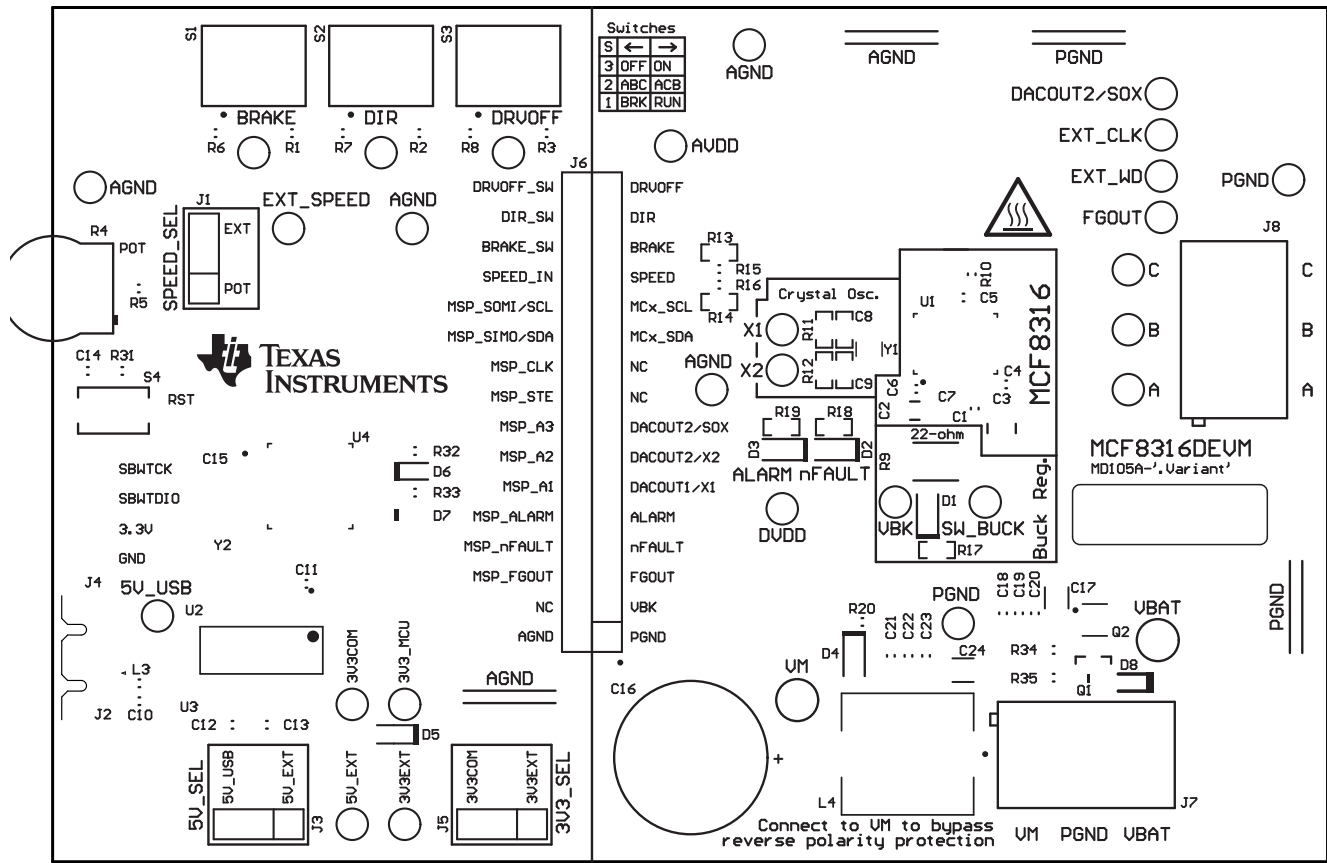 S1
S2
S3
BRAKE
DIR
DRVOFF
R6
R1
R7
R2
R8
R3
Switches
S ← →
3 OFF ON
2 ABC ACB
1 BRK RUN
AGND
AGND
PGND
DACOUT2/SOX
EXT_CLK
EXT_WD
FGOUT
PGND
AVDD
J6
AGND
J1
EXT_SPEED
AGND
SPEED_SEL
EXT
POT
R4
POT
R5
DRVOFF_SW
DRVOFF
DIR_SW
DIR
BRAKE_SW
BRAKE
SPEED_IN
SPEED
MSP_SOMI/SCL
MCx_SCL
MSP_SIMO/SDA
MCx_SDA
MSP_CLK
NC
MSP_STE
NC
MSP_A3
DACOUT2/SOX
MSP_A2
DACOUT2/X2
MSP_A1
DACOUT1/X1
MSP_ALARM
ALARM
MSP_nFAULT
nFAULT
MSP_FGOUT
FGOUT
NC
VBK
AGND
PGND
R13
R15
R16
R14
Crystal Osc.
X1
X2
R11
R12
C8
C9
Y1
AGND
U1
R10
C5
MCF8316
C4
C3
C6
C7
C2
C1
22-ohm
R9
R19
R18
D3
D2
ALARM
nFAULT
DVDD
VBK
D1
SW_BUCK
R17
Buck Reg.
J8
C
B
A
C
B
A
MCF8316DEVM
MD105A-'.Variant'
PGND
C14
R31
S4
RST
TEXAS
INSTRUMENTS
U4
C15
R32
D6
R33
D7
SBWTCK
SBWTDIO
3.3V
GND
Y2
C11
J4
5V_USB
U2
L3
C10
J2
U3
C12
C13
3V3COM
3V3_MCU
D5
AGND
5V_SEL
5V_USB
5V_EXT
J3
5V_EXT
3V3EXT
J5
3V3COM
3V3EXT
3V3_SEL
C16
+
VM
D4
R20
C21
C22
C23
PGND
C24
C18
C19
C20
C17
VBAT
Q2
R34
R35
Q1
D8
L4
J7
Connect to VM to bypass
reverse polarity protection
VM PGND VBAT